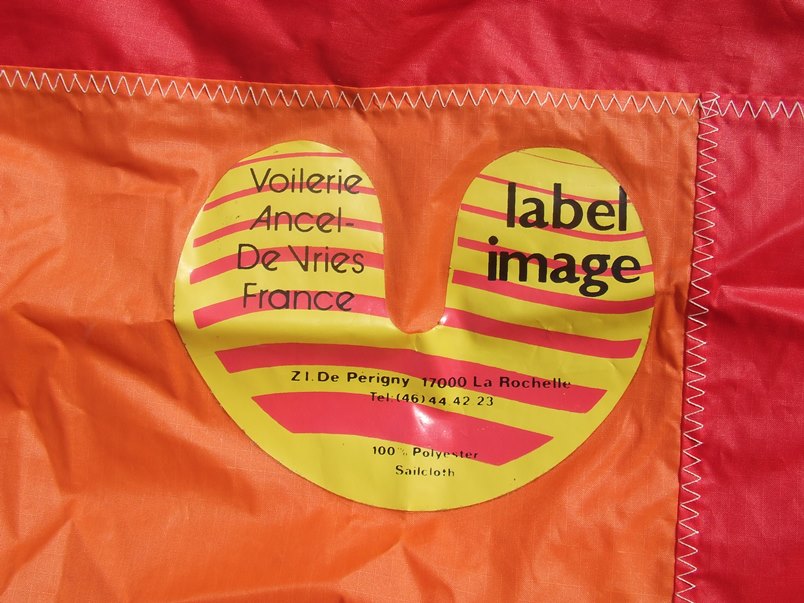 Voilerie
Ancel-
De Vries
France
label
image
Z I. De Perigny 17000 La Rochelle
Tel (46) 44 42 23
100% Polyester
Sailcloth